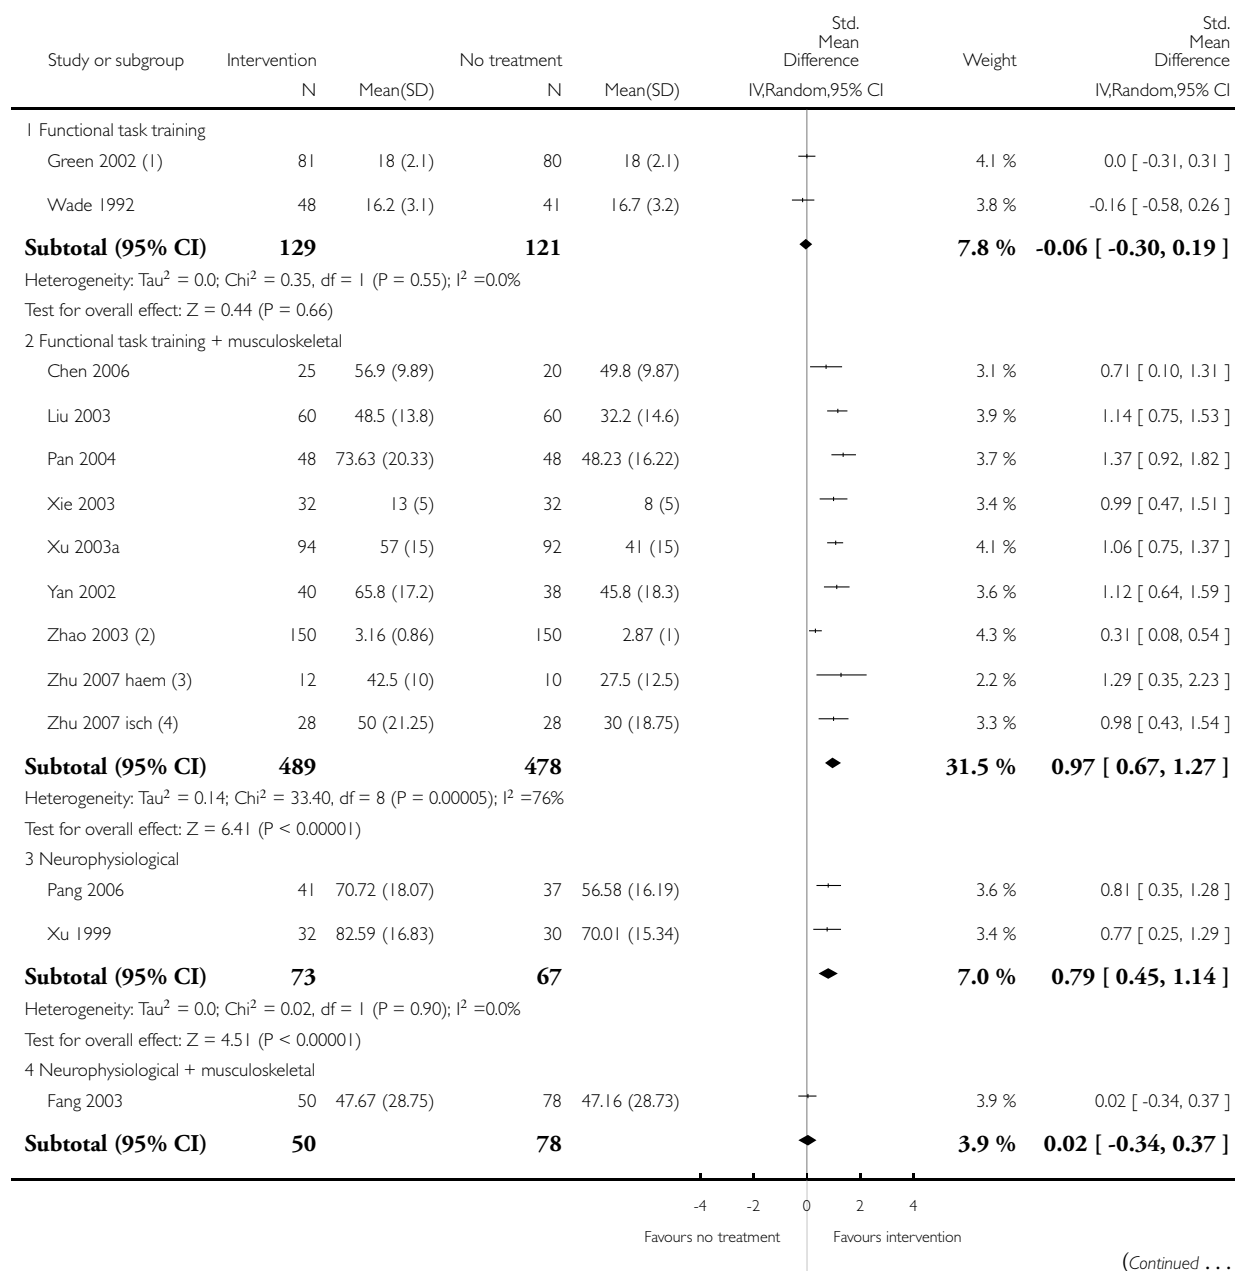 Std. Mean Difference Std. Mean Difference
Study or subgroup Intervention No treatment Weight
N Mean(SD) N Mean(SD) IV,Random,95% CI IV,Random,95% CI
1 Functional task training
Green 2002 (1) 81 18 (2.1) 80 18 (2.1) 4.1 % 0.0 [ -0.31, 0.31 ]
Wade 1992 48 16.2 (3.1) 41 16.7 (3.2) 3.8 % -0.16 [ -0.58, 0.26 ]
Subtotal (95% CI) 129 121 7.8 % -0.06 [ -0.30, 0.19 ]
Heterogeneity: Tau² = 0.0; Chi² = 0.35, df = 1 (P = 0.55); I² =0.0%
Test for overall effect: Z = 0.44 (P = 0.66)
2 Functional task training + musculoskeletal
Chen 2006 25 56.9 (9.89) 20 49.8 (9.87) 3.1 % 0.71 [ 0.10, 1.31 ]
Liu 2003 60 48.5 (13.8) 60 32.2 (14.6) 3.9 % 1.14 [ 0.75, 1.53 ]
Pan 2004 48 73.63 (20.33) 48 48.23 (16.22) 3.7 % 1.37 [ 0.92, 1.82 ]
Xie 2003 32 13 (5) 32 8 (5) 3.4 % 0.99 [ 0.47, 1.51 ]
Xu 2003a 94 57 (15) 92 41 (15) 4.1 % 1.06 [ 0.75, 1.37 ]
Yan 2002 40 65.8 (17.2) 38 45.8 (18.3) 3.6 % 1.12 [ 0.64, 1.59 ]
Zhao 2003 (2) 150 3.16 (0.86) 150 2.87 (1) 4.3 % 0.31 [ 0.08, 0.54 ]
Zhu 2007 haem (3) 12 42.5 (10) 10 27.5 (12.5) 2.2 % 1.29 [ 0.35, 2.23 ]
Zhu 2007 isch (4) 28 50 (21.25) 28 30 (18.75) 3.3 % 0.98 [ 0.43, 1.54 ]
Subtotal (95% CI) 489 478 31.5 % 0.97 [ 0.67, 1.27 ]
Heterogeneity: Tau² = 0.14; Chi² = 33.40, df = 8 (P = 0.00005); I² =76%
Test for overall effect: Z = 6.41 (P < 0.00001)
3 Neurophysiological
Pang 2006 41 70.72 (18.07) 37 56.58 (16.19) 3.6 % 0.81 [ 0.35, 1.28 ]
Xu 1999 32 82.59 (16.83) 30 70.01 (15.34) 3.4 % 0.77 [ 0.25, 1.29 ]
Subtotal (95% CI) 73 67 7.0 % 0.79 [ 0.45, 1.14 ]
Heterogeneity: Tau² = 0.0; Chi² = 0.02, df = 1 (P = 0.90); I² =0.0%
Test for overall effect: Z = 4.51 (P < 0.00001)
4 Neurophysiological + musculoskeletal
Fang 2003 50 47.67 (28.75) 78 47.16 (28.73) 3.9 % 0.02 [ -0.34, 0.37 ]
Subtotal (95% CI) 50 78 3.9 % 0.02 [ -0.34, 0.37 ]
-4 -2 0 2 4
Favours no treatment Favours intervention
(Continued . . .